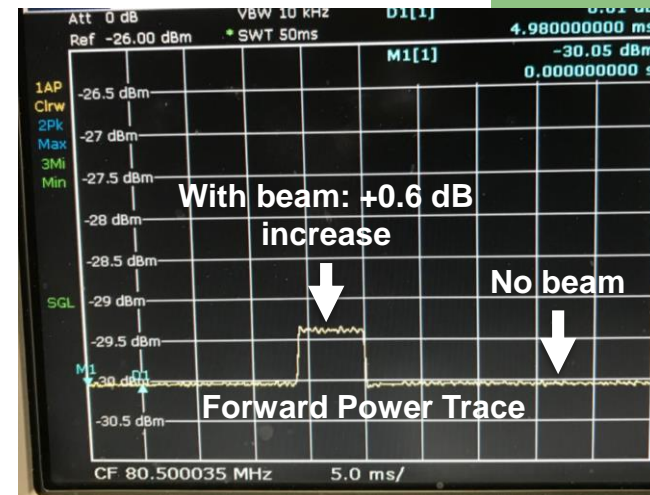 Att 0 dB VBW 10 kHz D1[1]
Ref -26.00 dBm * SWT 50ms 4.980000000 ms
M1[1] -30.05 dBm
0.000000000 s
1AP
Clrw
2Pk
Max
3Mi
Min
SGL
-26.5 dBm
-27 dBm
-27.5 dBm
With beam: +0.6 dB
increase
-28 dBm
-28.5 dBm
No beam
-29 dBm
-29.5 dBm
M1 D1
-30 dBm
Forward Power Trace
-30.5 dBm
CF 80.500035 MHz 5.0 ms/